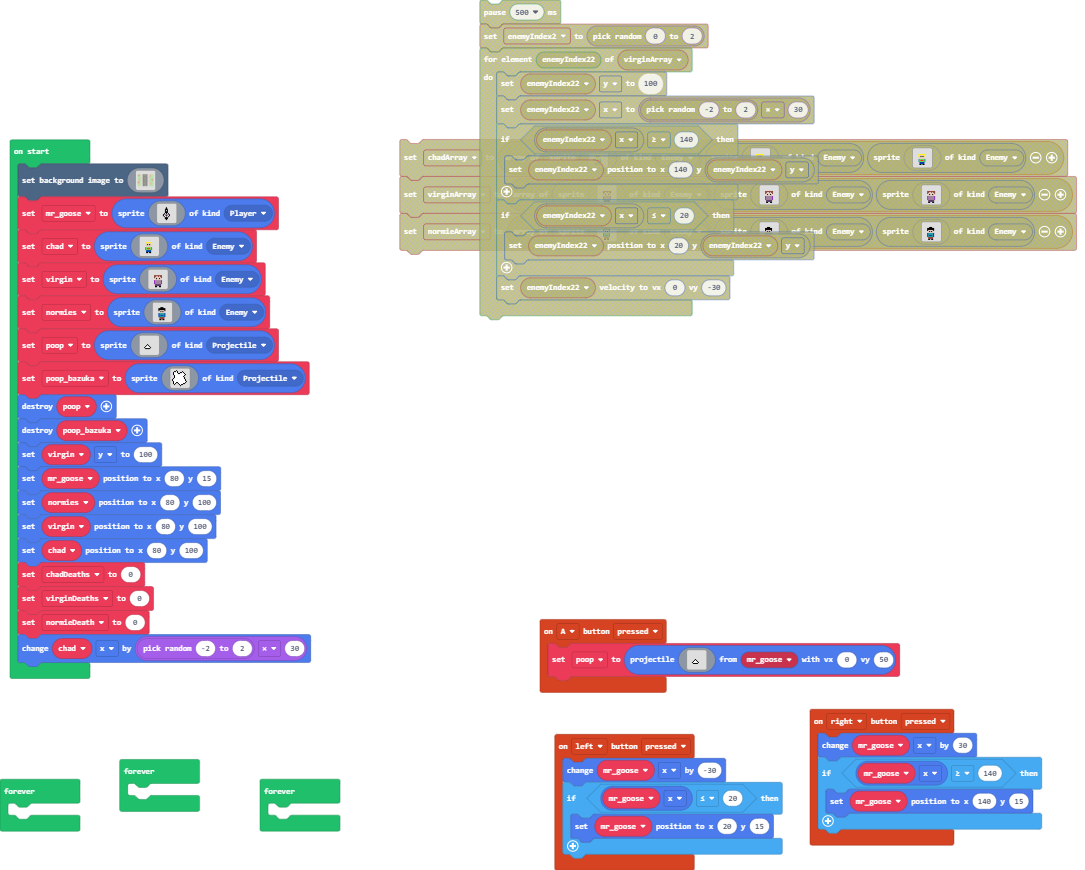 pause 500 ms
set enemyIndex2 to pick random 0 to 2
for element enemyIndex22 of virginArray
do
set enemyIndex22 y to 100
set enemyIndex22 x to pick random -2 to 2 × 30
if enemyIndex22 x ≥ 140 then
set enemyIndex22 position to x 140 y enemyIndex22 y
if enemyIndex22 x ≤ 20 then
set enemyIndex22 position to x 20 y enemyIndex22 y
set enemyIndex22 velocity to vx 0 vy -30
set chadArray Enemy sprite of kind Enemy
set virginArray of kind Enemy sprite of kind Enemy
set normieArray of kind Enemy sprite of kind Enemy
on start
set background image to
set mr_goose to sprite of kind Player
set chad to sprite of kind Enemy
set virgin to sprite of kind Enemy
set normies to sprite of kind Enemy
set poop to sprite of kind Projectile
set poop_bazuka to sprite of kind Projectile
destroy poop
destroy poop_bazuka
set virgin y to 100
set mr_goose position to x 80 y 15
set normies position to x 80 y 100
set virgin position to x 80 y 100
set chad position to x 80 y 100
set chadDeaths to 0
set virginDeaths to 0
set normieDeath to 0
change chad x by pick random -2 to 2 × 30
on A button pressed
set poop to projectile from mr_goose with vx 0 vy 50
on left button pressed
change mr_goose x by -30
if mr_goose x ≤ 20 then
set mr_goose position to x 20 y 15
on right button pressed
change mr_goose x by 30
if mr_goose x ≥ 140 then
set mr_goose position to x 140 y 15
forever
forever
forever